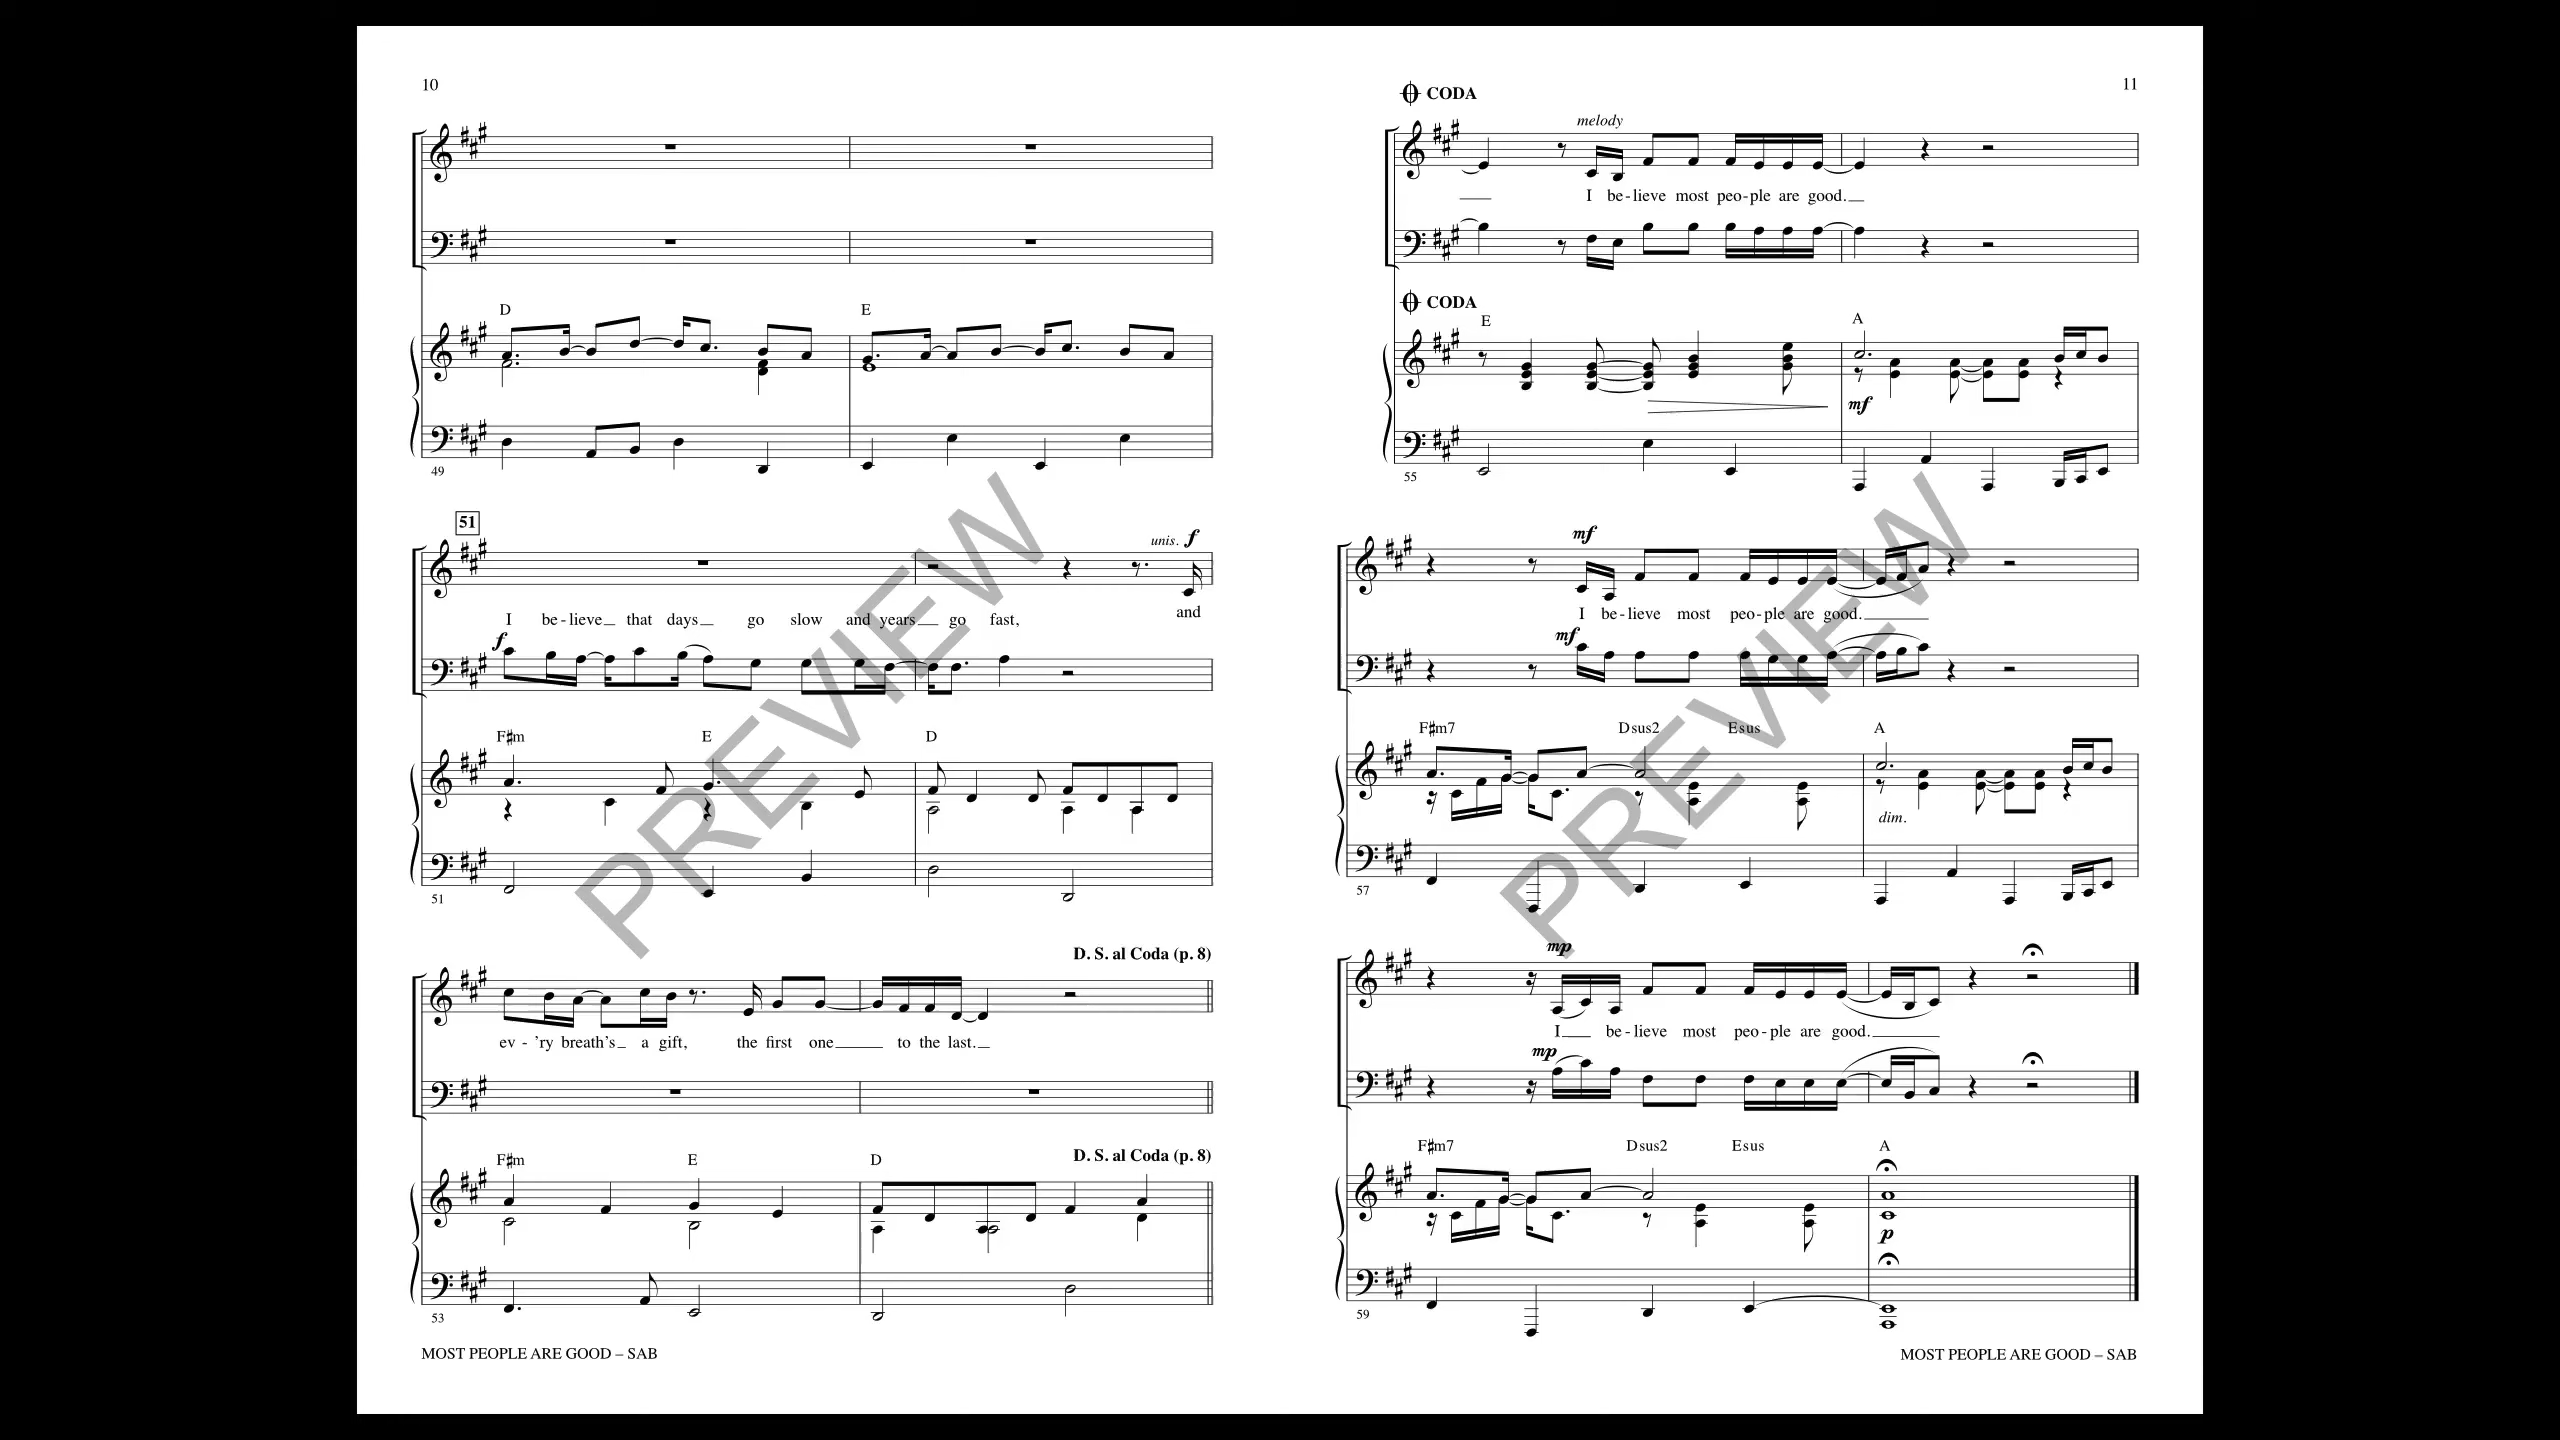 10
D E
49
51
unis. f
and
I be-lieve that days go slow and years go fast,
f
F♯m E D
51
D. S. al Coda (p. 8)
ev - 'ry breath's a gift, the first one to the last.
D. S. al Coda (p. 8)
F♯m E D
53
MOST PEOPLE ARE GOOD – SAB
11
CODA
melody
I be-lieve most peo-ple are good.
CODA
E A
mf
55
mf
I be-lieve most peo-ple are good.
mf
F♯m7 Dsus2 Esus A
dim.
57
mp
I be-lieve most peo-ple are good.
mp
F♯m7 Dsus2 Esus A
p
59
MOST PEOPLE ARE GOOD – SAB
PREVIEW
PREVIEW